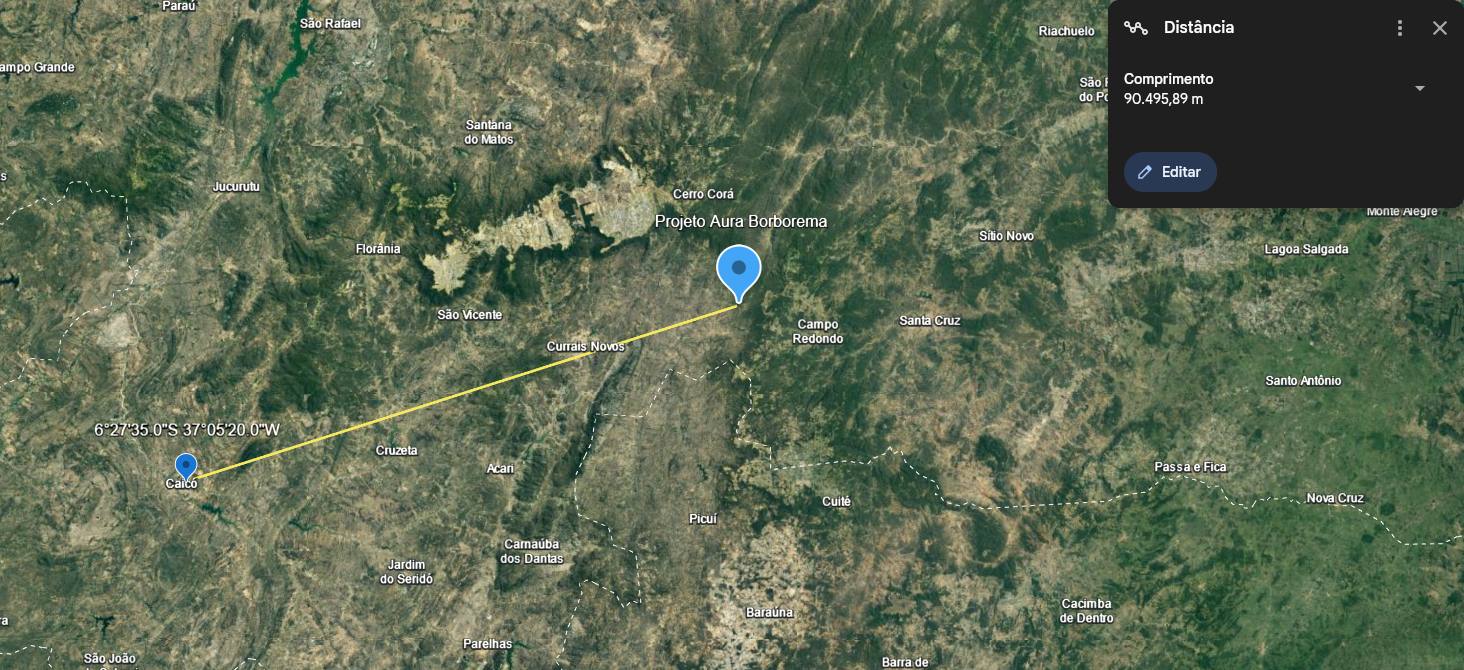 Paraú
São Rafael
Riachuelo
Distância
ampo Grande
Comprimento
90.495,89 m
São F
do Po
Santana
do Matos
Editar
s
Jucurutu
Cerro Corá
Monte Alegre
Projeto Aura Borborema
Sítio Novo
Florânia
Lagoa Salgada
São Vicente
Santa Cruz
Campo
Redondo
Currais Novos
Santo Antônio
6°27'35.0"S 37°05'20.0"W
Cruzeta
Acari
Passa e Fica
Caicó
Nova Cruz
Cuité
Picuí
Carnaúba
dos Dantas
Jardim
do Seridó
Cacimba
de Dentro
Baraúna
ra
Parelhas
São João
Barra de